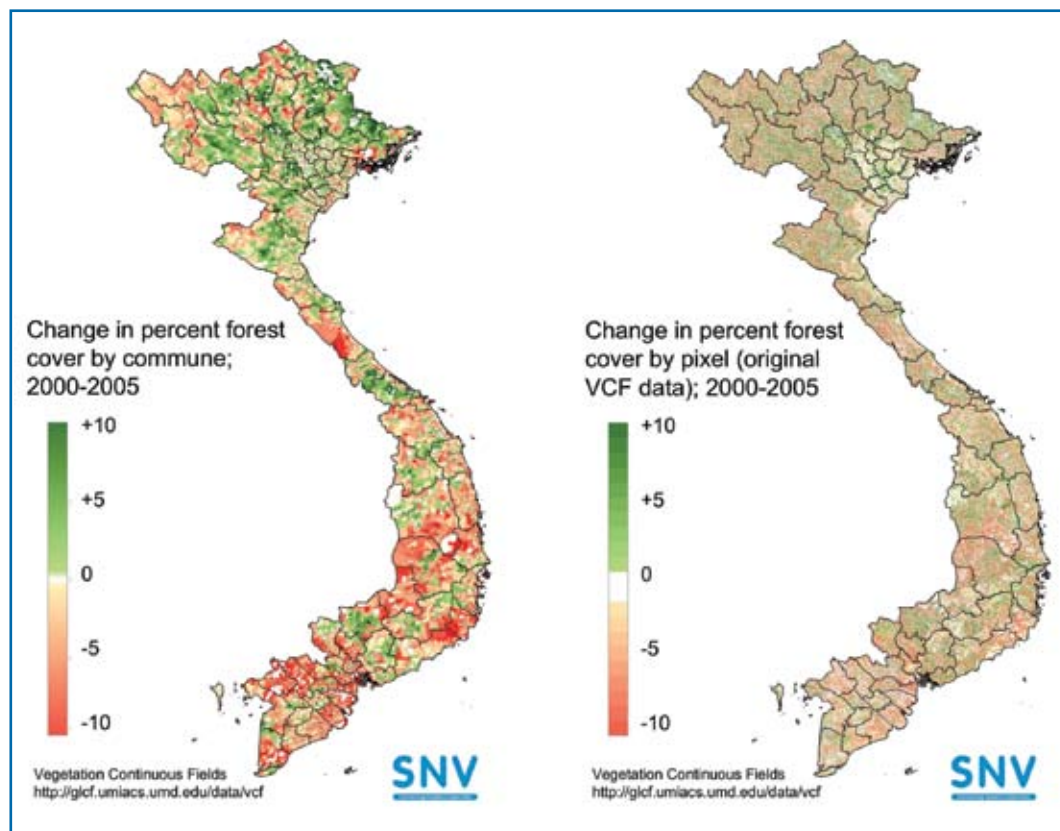 Change in percent forest
cover by commune;
2000-2005
+10
+5
0
-5
-10
Vegetation Continuous Fields
http://glcf.umiacs.umd.edu/data/vcf
SNV
Change in percent forest
cover by pixel (original
VCF data); 2000-2005
+10
+5
0
-5
-10
Vegetation Continuous Fields
http://glcf.umiacs.umd.edu/data/vcf
SNV